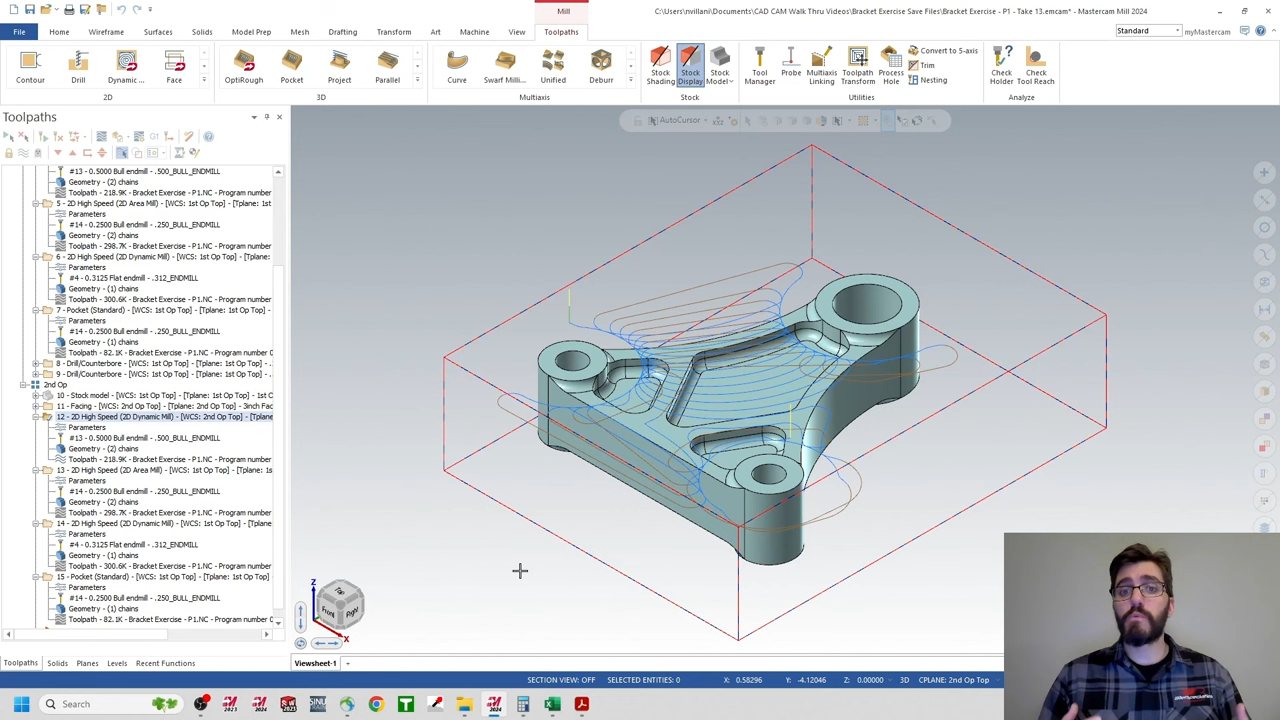 Mill
C:\Users\nvillani\Documents\CAD CAM Walk Thru Videos\Bracket Exercise Save Files\Bracket Exercise - P1 - Take 13.emcam* - Mastercam Mill 2024
File Home Wireframe Surfaces Solids Model Prep Mesh Drafting Transform Art Machine View Toolpaths
Standard myMastercam
Contour Drill Dynamic ... Face
2D
OptiRough Pocket Project Parallel
3D
Curve Swarf Milli... Unified Deburr
Multiaxis
Stock Shading Stock Display Stock Model
Stock
Tool Manager Probe Multiaxis Linking Toolpath Transform Process Hole Convert to 5-axis Trim Nesting
Utilities
Check Holder Check Tool Reach
Analyze
Toolpaths
AutoCursor
#13 - 0.5000 Bull endmill - .500_BULL_ENDMILL
Geometry - (2) chains
Toolpath - 218.9K - Bracket Exercise - P1.NC - Program number
5 - 2D High Speed (2D Area Mill) - [WCS: 1st Op Top] - [Tplane: 1st
Parameters
#14 - 0.2500 Bull endmill - .250_BULL_ENDMILL
Geometry - (2) chains
Toolpath - 298.7K - Bracket Exercise - P1.NC - Program number
6 - 2D High Speed (2D Dynamic Mill) - [WCS: 1st Op Top] - [Tplane:
Parameters
#4 - 0.3125 Flat endmill - .312_ENDMILL
Geometry - (1) chains
Toolpath - 300.6K - Bracket Exercise - P1.NC - Program number
7 - Pocket (Standard) - [WCS: 1st Op Top] - [Tplane: 1st Op Top]
Parameters
#14 - 0.2500 Bull endmill - .250_BULL_ENDMILL
Geometry - (1) chains
Toolpath - 82.1K - Bracket Exercise - P1.NC - Program number
8 - Drill/Counterbore - [WCS: 1st Op Top] - [Tplane: 1st Op Top]
9 - Drill/Counterbore - [WCS: 1st Op Top] - [Tplane: 1st Op Top]
2nd Op
10 - Stock model - [WCS: 1st Op Top] - [Tplane: 1st Op Top] - 1st O
11 - Facing - [WCS: 2nd Op Top] - [Tplane: 2nd Op Top] - 3inch Fac
12 - 2D High Speed (2D Dynamic Mill) - [WCS: 2nd Op Top] - [Tplane
Parameters
#13 - 0.5000 Bull endmill - .500_BULL_ENDMILL
Geometry - (2) chains
Toolpath - 218.9K - Bracket Exercise - P1.NC - Program number
13 - 2D High Speed (2D Area Mill) - [WCS: 2nd Op Top] - [Tplane: 2
Parameters
#14 - 0.2500 Bull endmill - .250_BULL_ENDMILL
Geometry - (2) chains
Toolpath - 298.7K - Bracket Exercise - P1.NC - Program number
14 - 2D High Speed (2D Dynamic Mill) - [WCS: 2nd Op Top] - [Tplane
Parameters
#4 - 0.3125 Flat endmill - .312_ENDMILL
Geometry - (1) chains
Toolpath - 300.6K - Bracket Exercise - P1.NC - Program number
15 - Pocket (Standard) - [WCS: 2nd Op Top] - [Tplane: 2nd Op Top]
Parameters
#14 - 0.2500 Bull endmill - .250_BULL_ENDMILL
Geometry - (1) chains
Toolpath - 82.1K - Bracket Exercise - P1.NC - Program number
Z
Top
Front Right
X
Toolpaths Solids Planes Levels Recent Functions
Viewsheet-1 +
SECTION VIEW: OFF SELECTED ENTITIES: 0 X: 0.58296 Y: -4.12046 Z: 0.00000 3D CPLANE: 2nd Op Top
Search